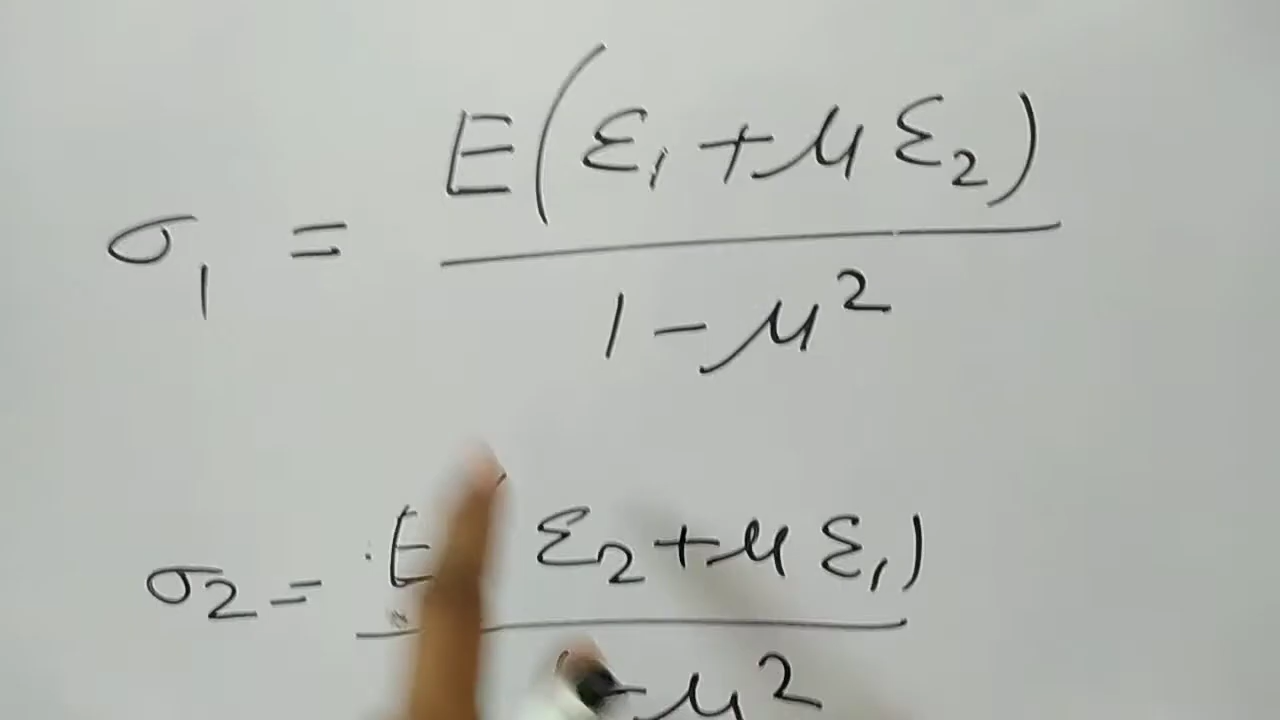 σ₁ = E(ε₁ + μ ε₂)
1 - μ²
σ₂ = E ε₂ + μ ε₁)
- μ²